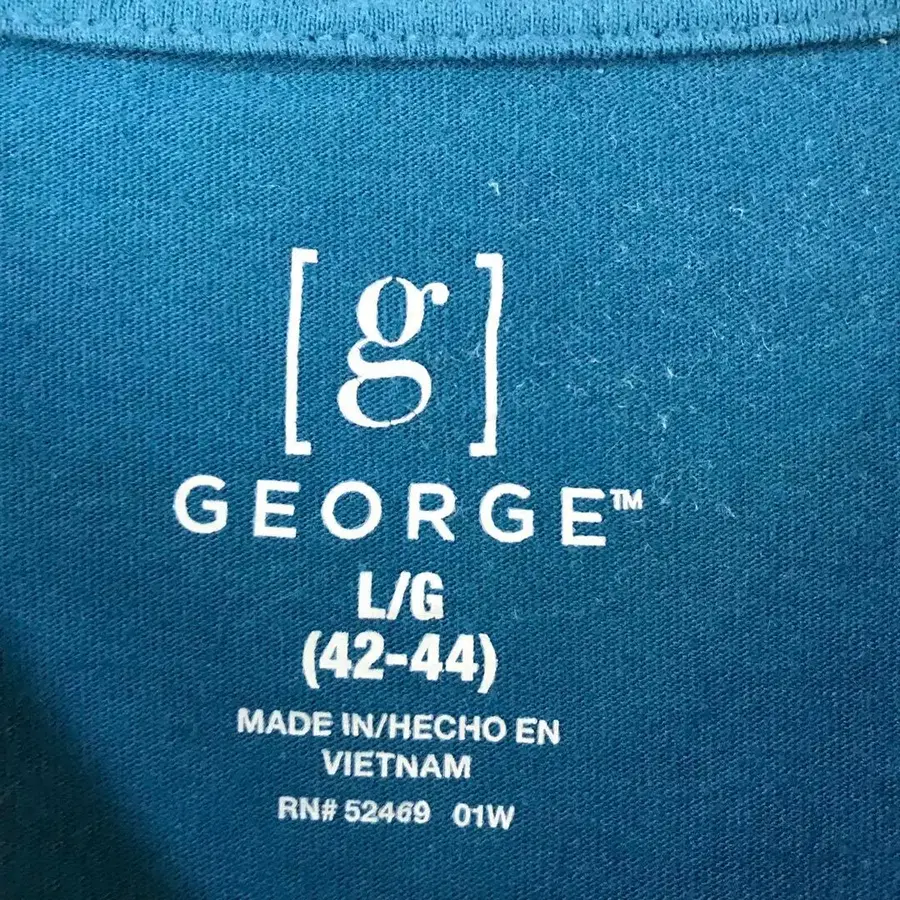 [g]
GEORGE™
L/G
(42-44)
MADE IN/HECHO EN
VIETNAM
RN# 52469 01W